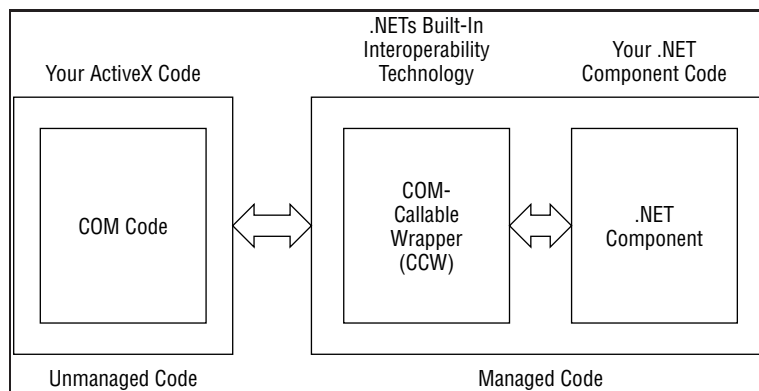 .NETs Built-In
Interoperability
Technology
Your ActiveX Code
Your .NET
Component Code
COM Code
COM-
Callable
Wrapper
(CCW)
.NET
Component
Unmanaged Code
Managed Code